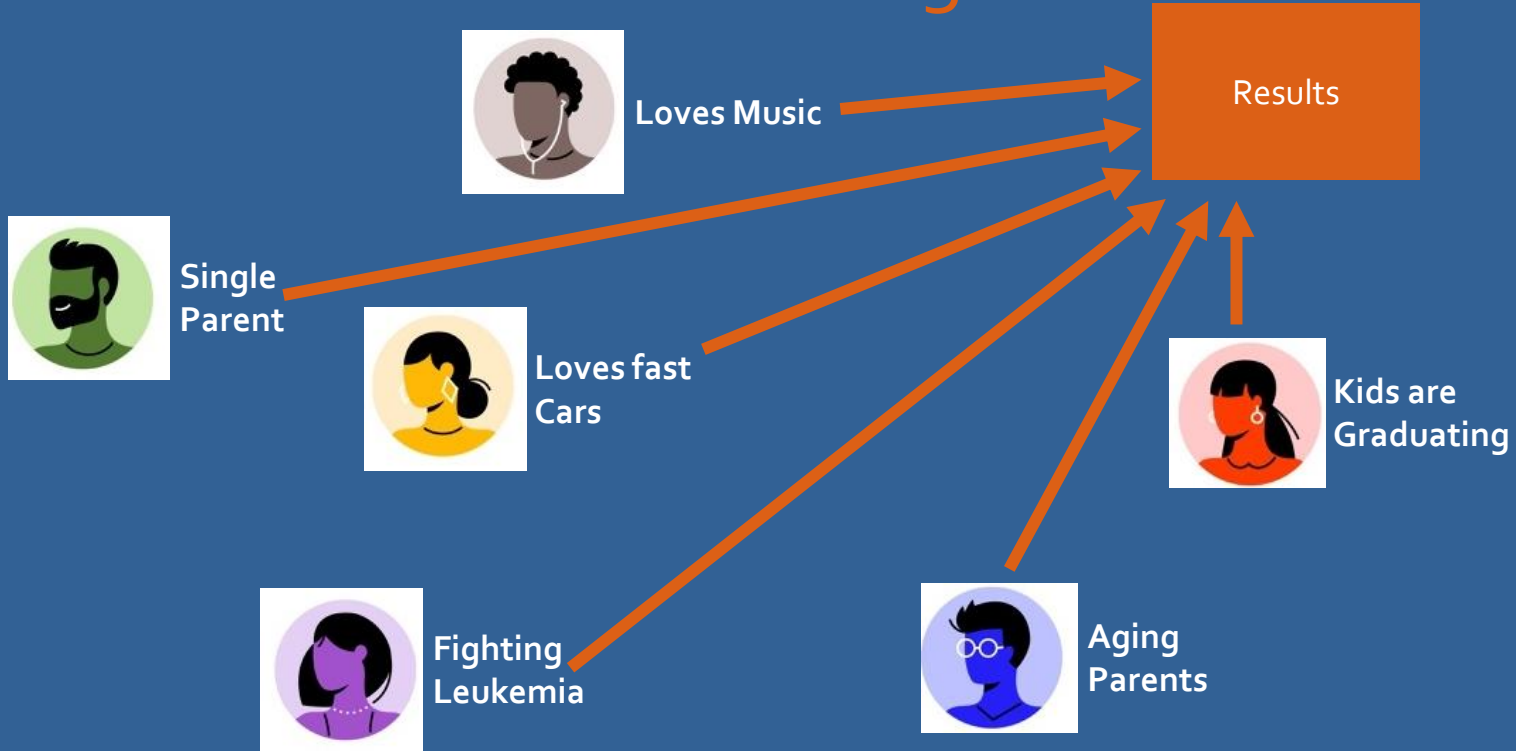 Results
Loves Music
Single
Parent
Loves fast
Cars
Kids are
Graduating
Fighting
Leukemia
Aging
Parents